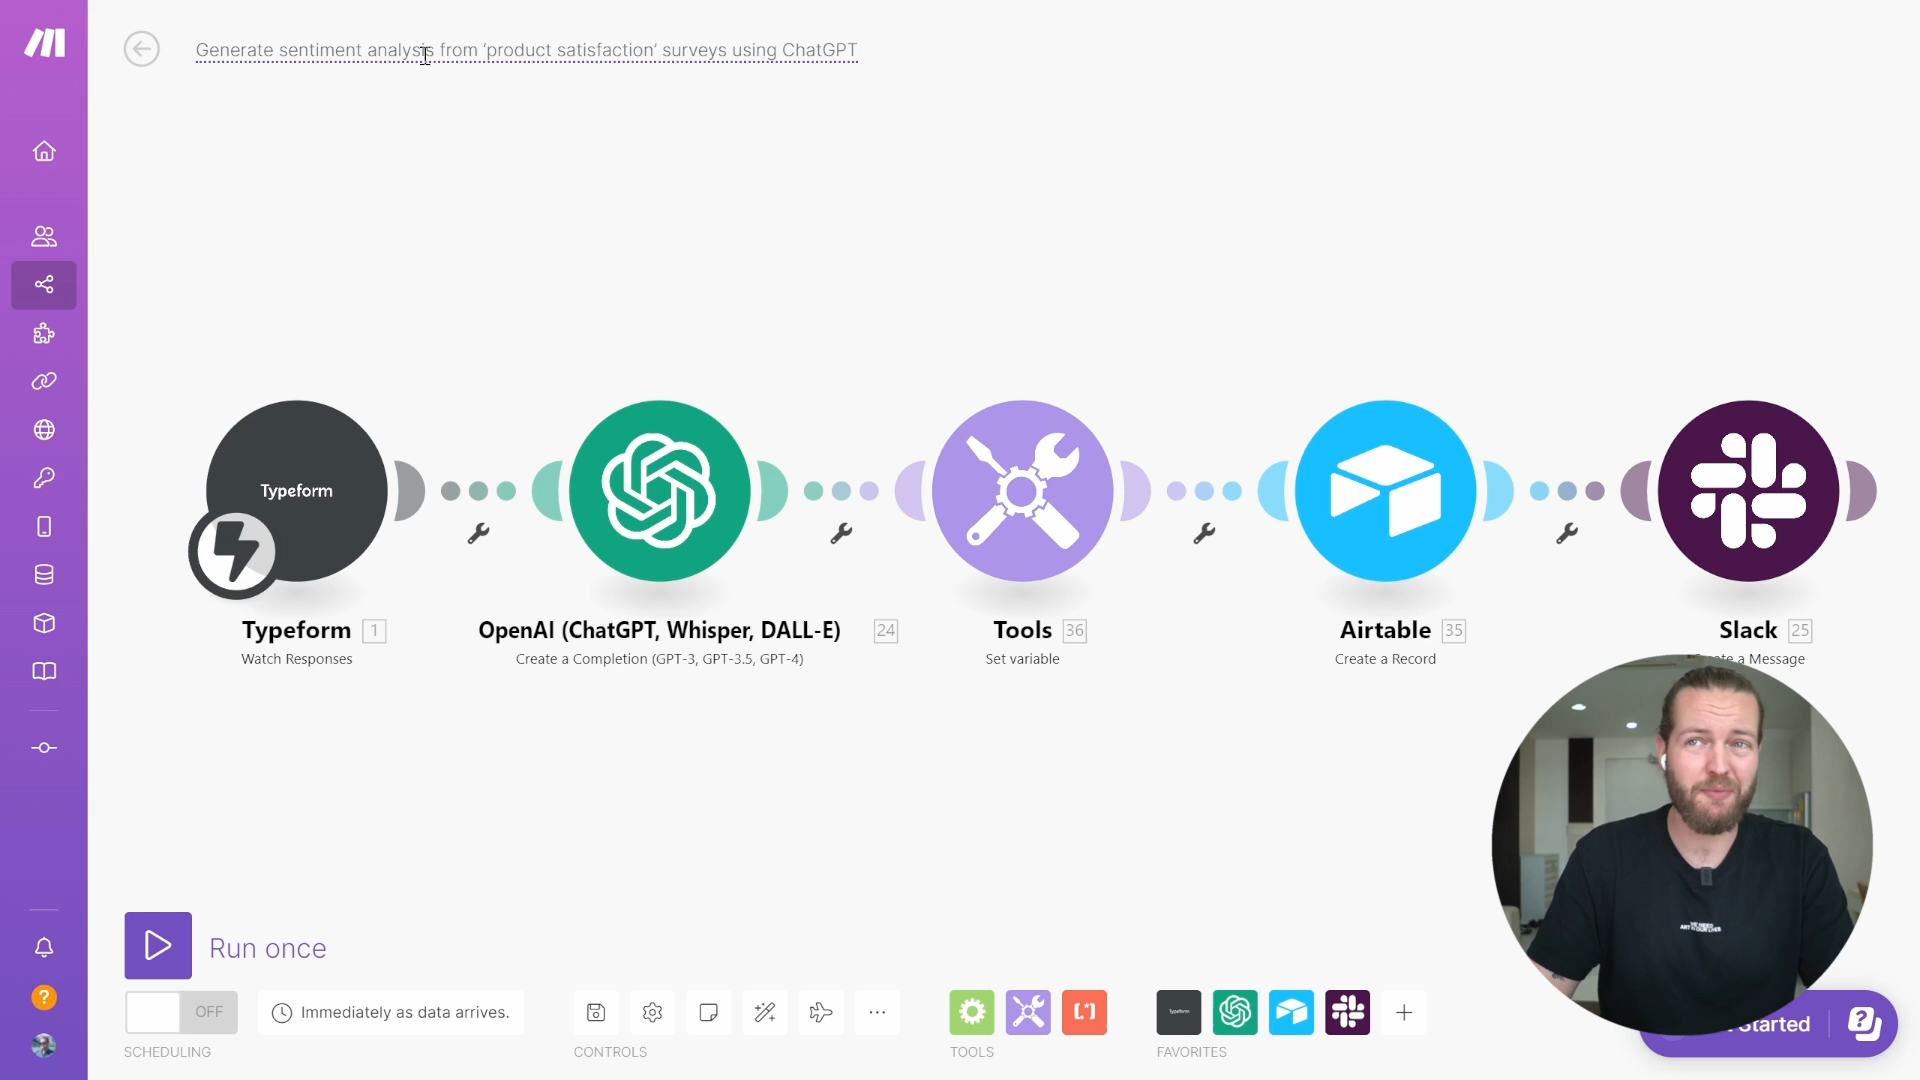 Generate sentiment analysis from ‘product satisfaction’ surveys using ChatGPT
Typeform
Typeform 1
Watch Responses
OpenAI (ChatGPT, Whisper, DALL-E) 24
Create a Completion (GPT-3, GPT-3.5, GPT-4)
Tools 36
Set variable
Airtable 35
Create a Record
Slack 25
a Message
Run once
OFF
Immediately as data arrives.
SCHEDULING
CONTROLS
TOOLS
Typeform
FAVORITES
Started
?
?